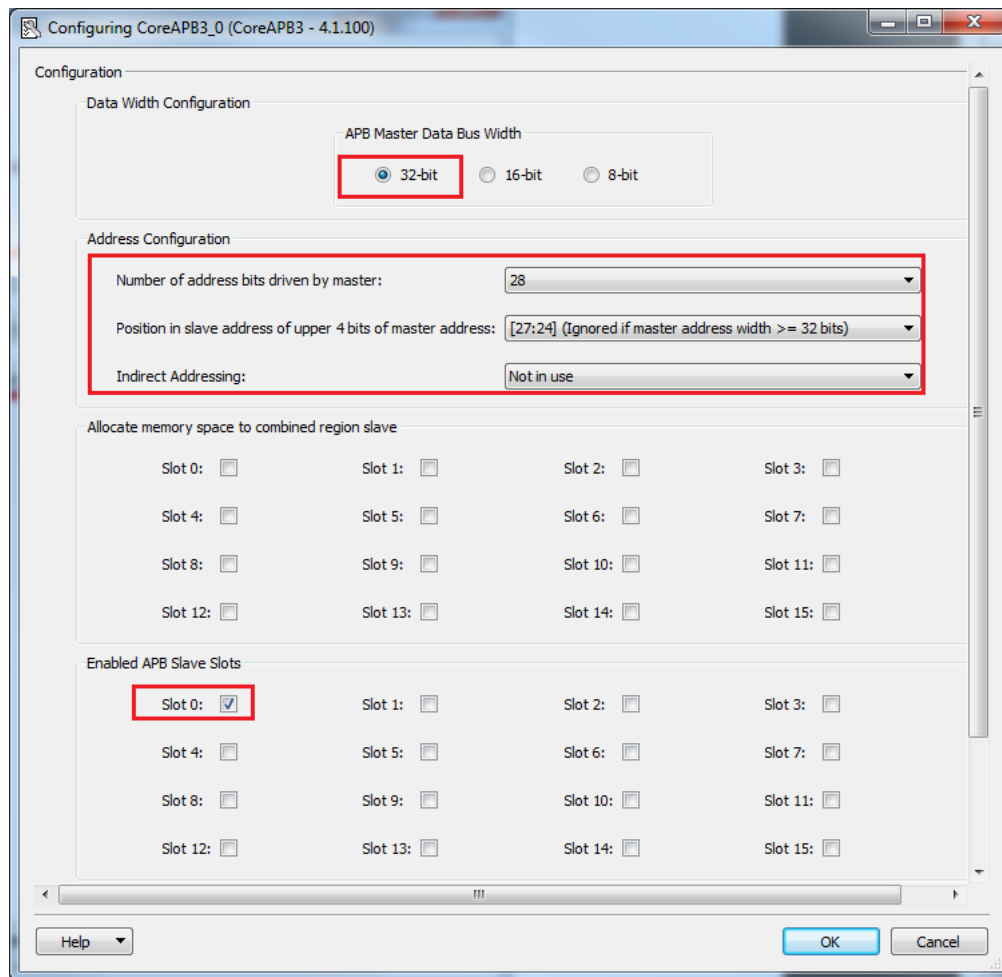 Configuring CoreAPB3_0 (CoreAPB3 - 4.1.100)
Configuration
Data Width Configuration
APB Master Data Bus Width
32-bit 16-bit 8-bit
Address Configuration
Number of address bits driven by master: 28
Position in slave address of upper 4 bits of master address: [27:24] (Ignored if master address width >= 32 bits)
Indirect Addressing: Not in use
Allocate memory space to combined region slave
Slot 0: Slot 1: Slot 2: Slot 3:
Slot 4: Slot 5: Slot 6: Slot 7:
Slot 8: Slot 9: Slot 10: Slot 11:
Slot 12: Slot 13: Slot 14: Slot 15:
Enabled APB Slave Slots
Slot 0: Slot 1: Slot 2: Slot 3:
Slot 4: Slot 5: Slot 6: Slot 7:
Slot 8: Slot 9: Slot 10: Slot 11:
Slot 12: Slot 13: Slot 14: Slot 15:
Help OK Cancel